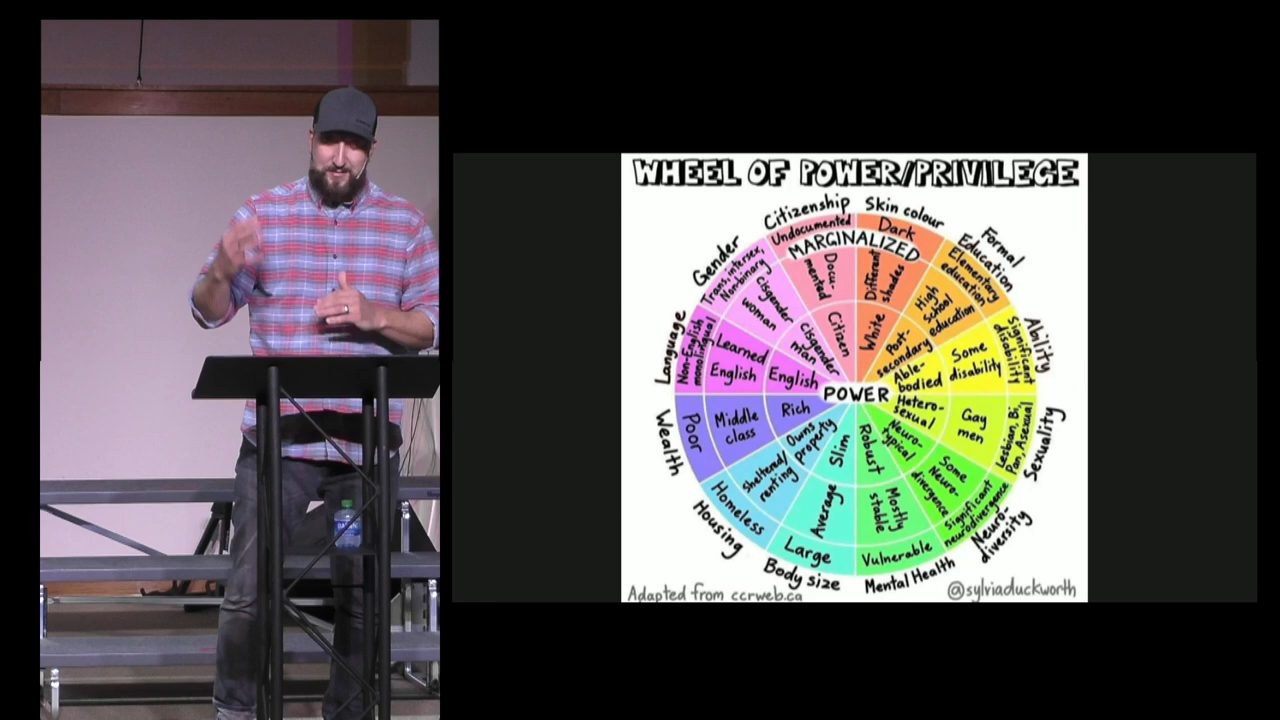 WHEEL OF POWER/PRIVILEGE
Citizenship
Undocumented
Docu-
mented
Citizen
Skin colour
Dark
Different
shades
White
Formal
Education
Elementary
education
High
school
education
Post-
secondary
Ability
Significant
disability
Some
disability
Able-
bodied
Sexuality
Lesbian, Bi,
Pan, Asexual
Gay
men
Hetero-
sexual
Neuro-
diversity
Significant
neurodivergence
Some
Neuro-
divergence
Neuro-
typical
Mental Health
Vulnerable
Mostly
stable
Robust
Body size
Large
Average
Slim
Housing
Homeless
Sheltered/
renting
Owns
property
Wealth
Poor
Middle
class
Rich
Language
Non-English
monolingual
Learned
English
English
Gender
Trans, intersex,
Non-binary
cisgender
woman
cisgender
man
MARGINALIZED
POWER
Adapted from ccrweb.ca
@sylviaduckworth
DASANI